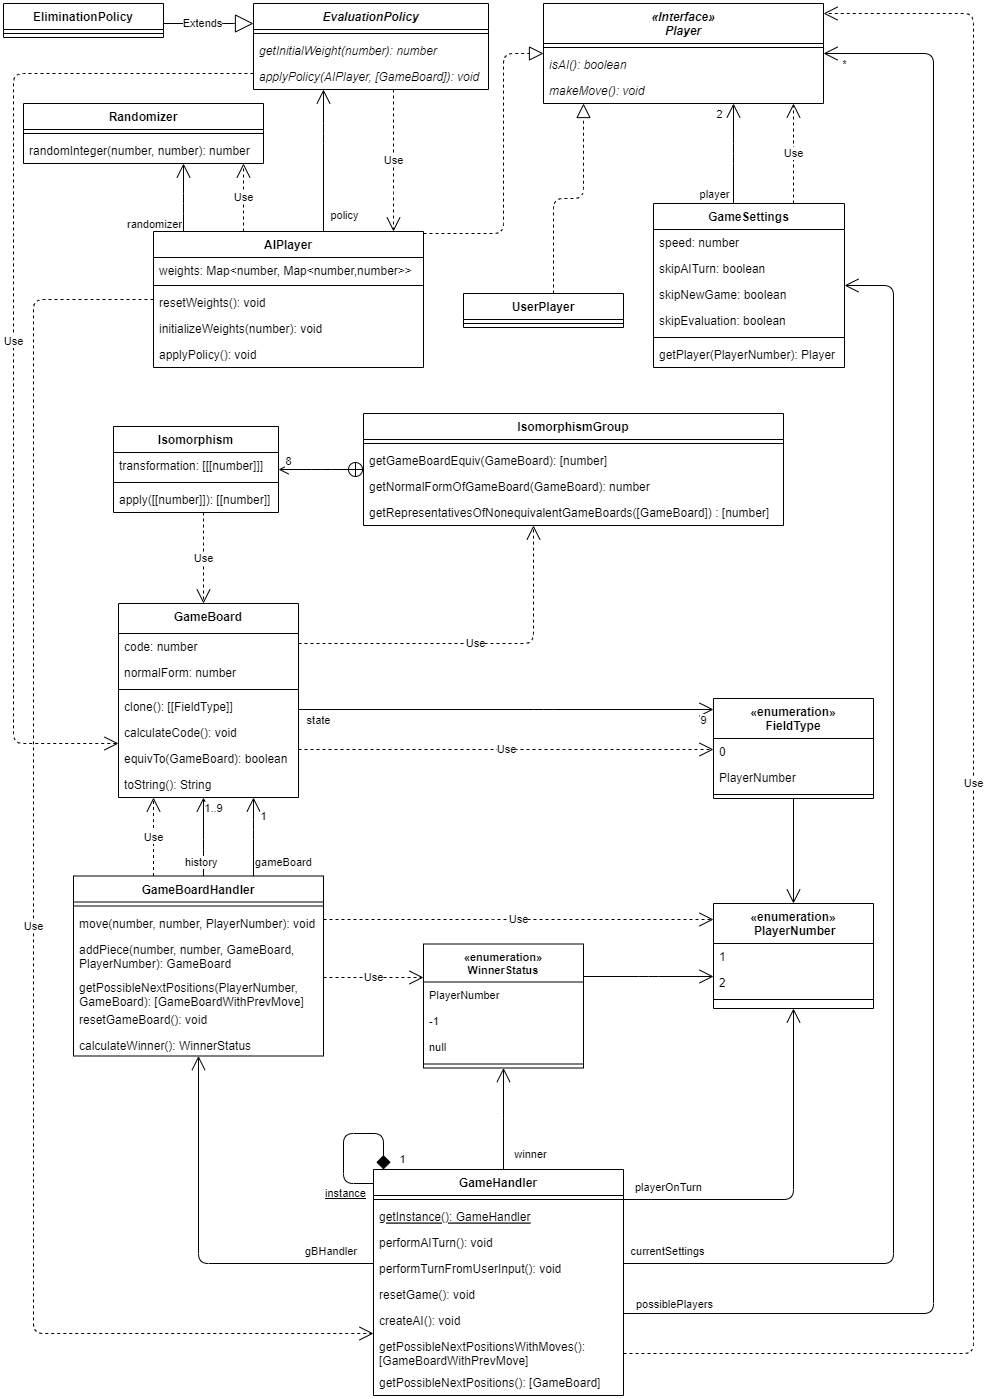 EliminationPolicy
Extends
EvaluationPolicy
getInitialWeight(number): number
applyPolicy(AIPlayer, [GameBoard]): void
«Interface»
Player
isAI(): boolean
makeMove(): void
*
Randomizer
randomInteger(number, number): number
Use
Use
randomizer
policy
2
Use
player
AIPlayer
weights: Map<number, Map<number,number>>
resetWeights(): void
initializeWeights(number): void
applyPolicy(): void
UserPlayer
GameSettings
speed: number
skipAITurn: boolean
skipNewGame: boolean
skipEvaluation: boolean
getPlayer(PlayerNumber): Player
Use
Isomorphism
transformation: [[[number]]]
apply([[number]]): [[number]]
8
IsomorphismGroup
getGameBoardEquiv(GameBoard): [number]
getNormalFormOfGameBoard(GameBoard): number
getRepresentativesOfNonequivalentGameBoards([GameBoard]) : [number]
Use
GameBoard
code: number
normalForm: number
clone(): [[FieldType]]
calculateCode(): void
equivTo(GameBoard): boolean
toString(): String
Use
state
9
Use
«enumeration»
FieldType
0
PlayerNumber
Use
1..9
1
Use
history
gameBoard
GameBoardHandler
move(number, number, PlayerNumber): void
addPiece(number, number, GameBoard,
PlayerNumber): GameBoard
getPossibleNextPositions(PlayerNumber,
GameBoard): [GameBoardWithPrevMove]
resetGameBoard(): void
calculateWinner(): WinnerStatus
Use
Use
Use
«enumeration»
WinnerStatus
PlayerNumber
-1
null
«enumeration»
PlayerNumber
1
2
1
instance
winner
GameHandler
getInstance(): GameHandler
performAITurn(): void
performTurnFromUserInput(): void
resetGame(): void
createAI(): void
getPossibleNextPositionsWithMoves():
[GameBoardWithPrevMove]
getPossibleNextPositions(): [GameBoard]
gBHandler
playerOnTurn
currentSettings
possiblePlayers